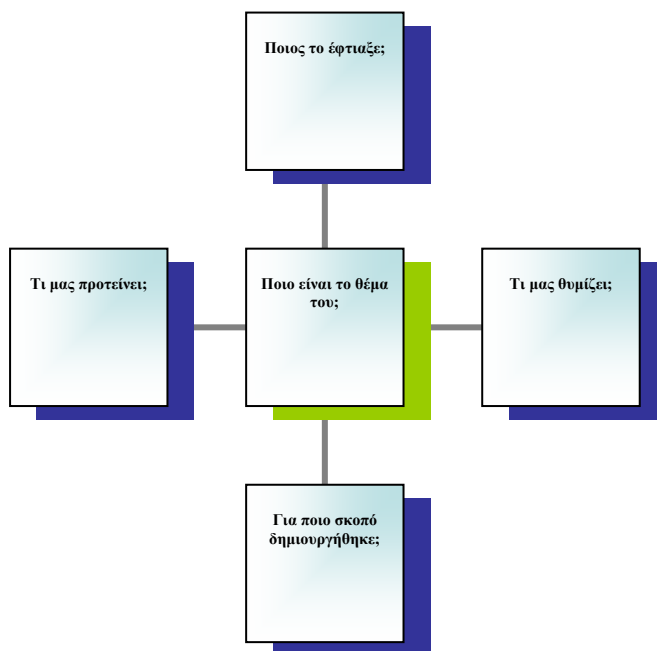 Ποιος το έφτιαξε;
Τι μας προτείνει;
Ποιο είναι το θέμα
του;
Τι μας θυμίζει;
Για ποιο σκοπό
δημιουργήθηκε;